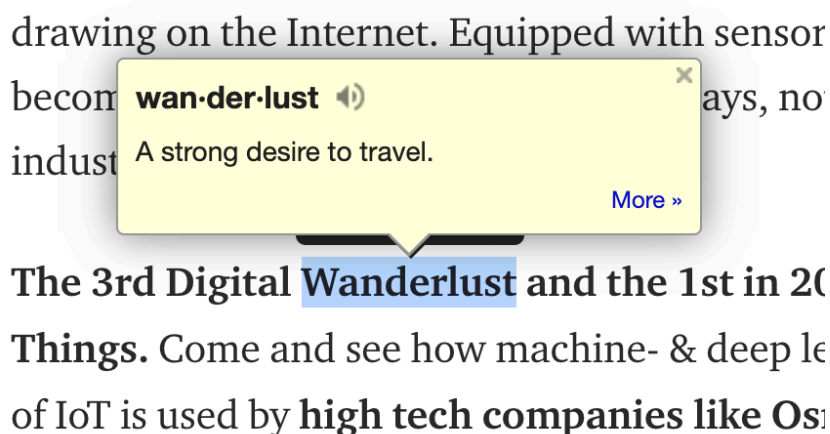 drawing on the Internet. Equipped with sensor
becom
ays, no
indust
wan·der·lust
A strong desire to travel.
More »
The 3rd Digital Wanderlust and the 1st in 20
Things. Come and see how machine- & deep le
of IoT is used by high tech companies like Osr